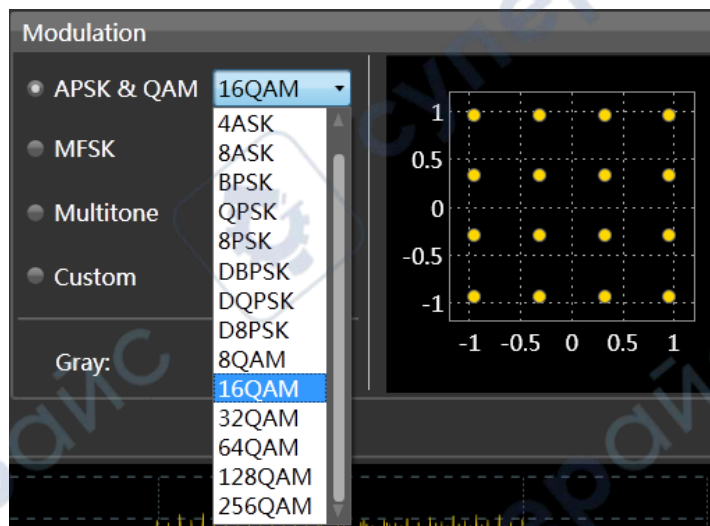 Modulation
APSK & QAM
16QAM
MFSK
Multitone
Custom
Gray:
4ASK
8ASK
BPSK
QPSK
8PSK
DBPSK
DQPSK
D8PSK
8QAM
16QAM
32QAM
64QAM
128QAM
256QAM
1
0.5
0
-0.5
-1
-1 -0.5 0 0.5 1